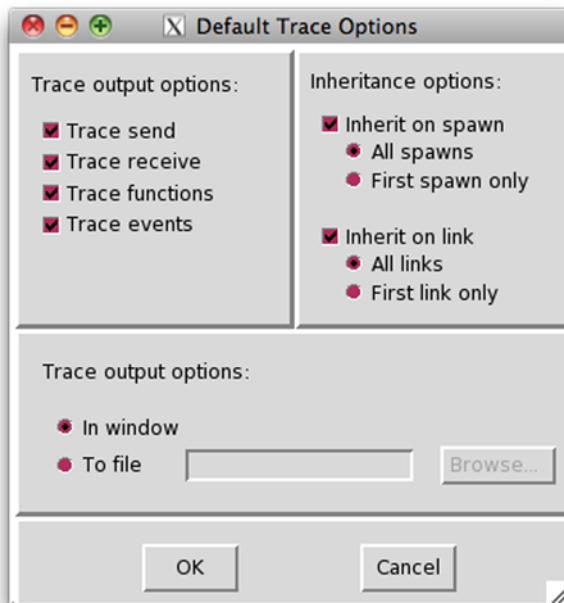 Default Trace Options
Trace output options:
Trace send
Trace receive
Trace functions
Trace events
Inheritance options:
Inherit on spawn
All spawns
First spawn only
Inherit on link
All links
First link only
Trace output options:
In window
To file
Browse...
OK
Cancel